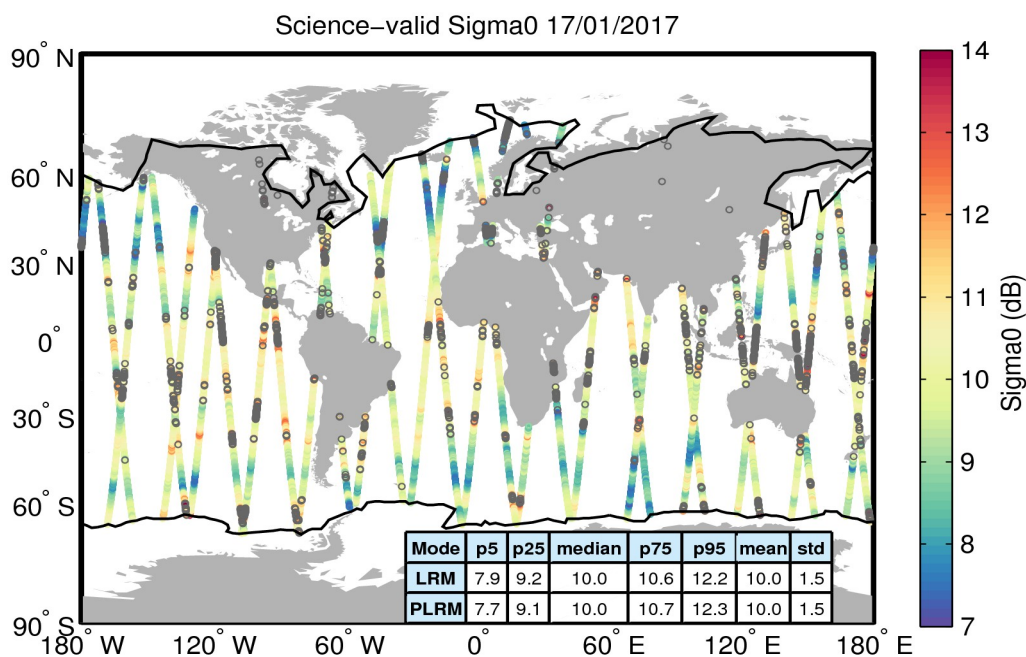 Science−valid Sigma0 17/01/2017
90° N
60° N
30° N
0°
30° S
60° S
90° S
180° W
120° W
60° W
0°
60° E
120° E
180° E
Mode p5 p25 median p75 p95 mean std
LRM 7.9 9.2 10.0 10.6 12.2 10.0 1.5
PLRM 7.7 9.1 10.0 10.7 12.3 10.0 1.5
14
13
12
11
10
9
8
7
Sigma0 (dB)